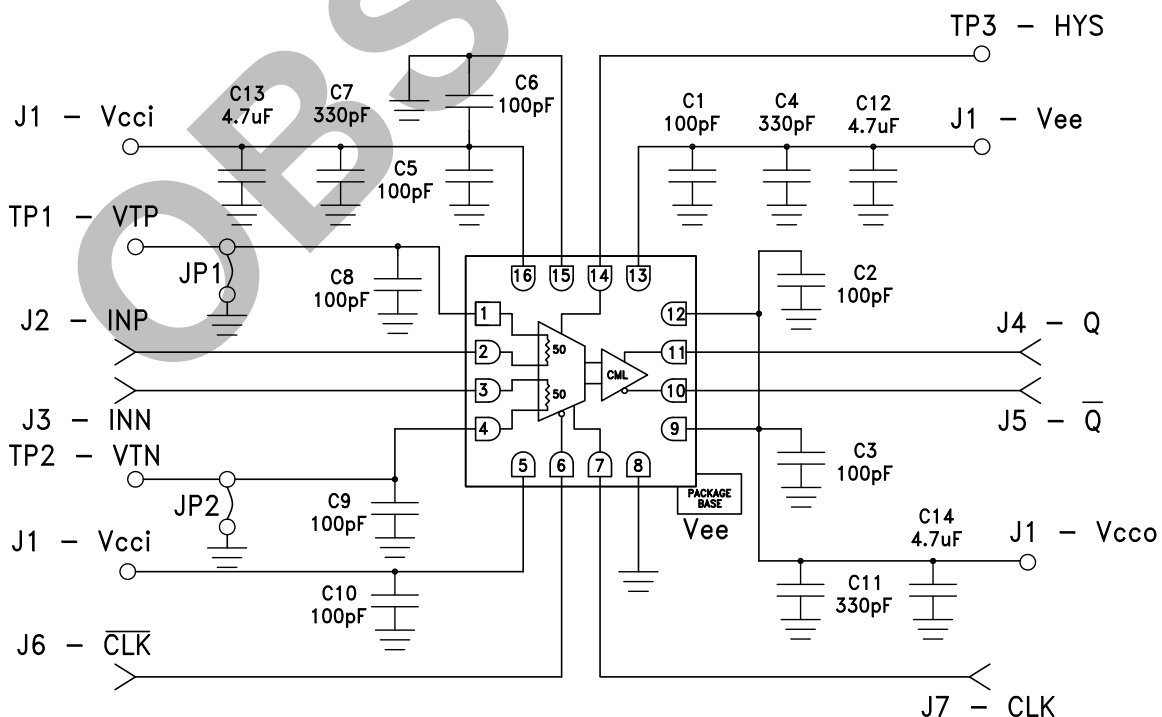 TP3 - HYS
J1 - Vcci
C13
4.7uF
C7
330pF
C6
100pF
C5
100pF
C1
100pF
C4
330pF
C12
4.7uF
J1 - Vee
TP1 - VTP
JP1
C8
100pF
16
15
14
13
C2
100pF
J2 - INP
1
2
3
4
50
50
CML
12
11
10
9
J4 - Q
J3 - INN
J5 - Q̅
TP2 - VTN
JP2
C9
100pF
5
6
7
8
PACKAGE
BASE
Vee
C3
100pF
J1 - Vcci
C10
100pF
C14
4.7uF
J1 - Vcco
C11
330pF
J6 - C̅L̅K̅
J7 - CLK
OBS